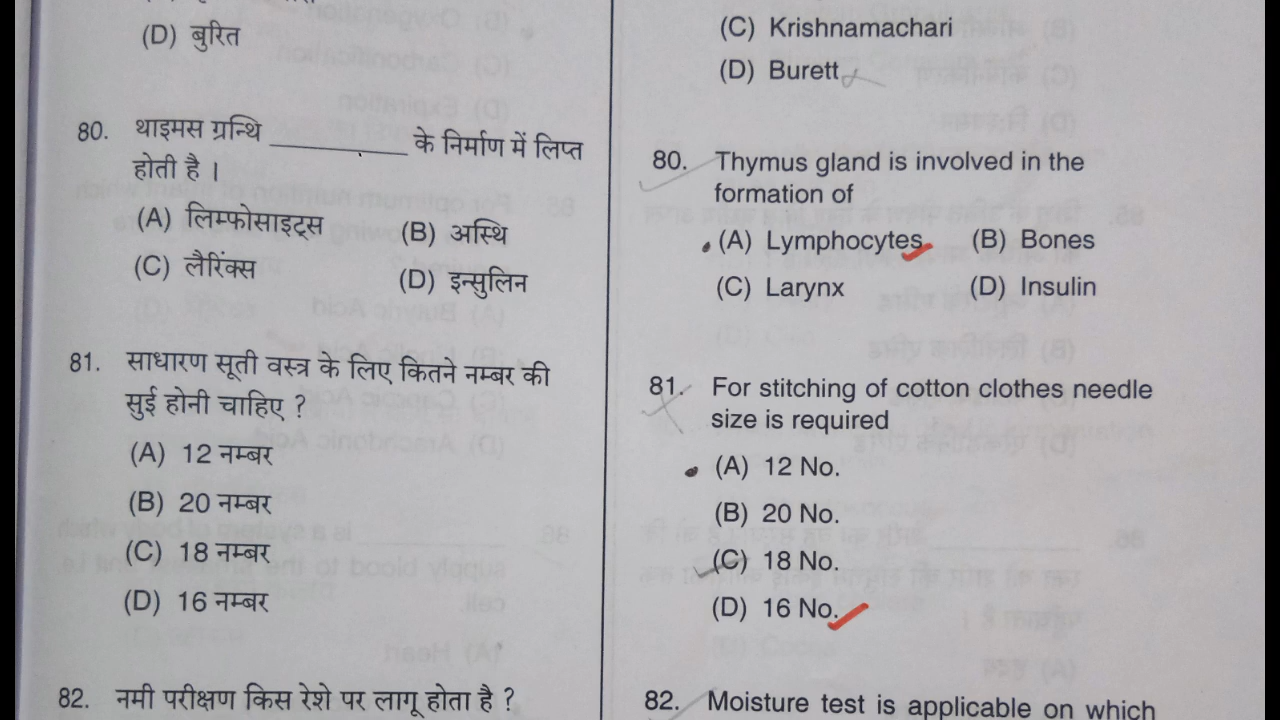 (D) बुरित
80. थाइमस ग्रन्थि ________ के निर्माण में लिप्त
होती है ।
(A) लिम्फोसाइट्स (B) अस्थि
(C) लैरिंक्स (D) इन्सुलिन
81. साधारण सूती वस्त्र के लिए कितने नम्बर की
सुई होनी चाहिए ?
(A) 12 नम्बर
(B) 20 नम्बर
(C) 18 नम्बर
(D) 16 नम्बर
82. नमी परीक्षण किस रेशे पर लागू होता है ?
(C) Krishnamachari
(D) Burett
80. Thymus gland is involved in the
formation of
(A) Lymphocytes (B) Bones
(C) Larynx (D) Insulin
81. For stitching of cotton clothes needle
size is required
(A) 12 No.
(B) 20 No.
(C) 18 No.
(D) 16 No.
82. Moisture test is applicable on which